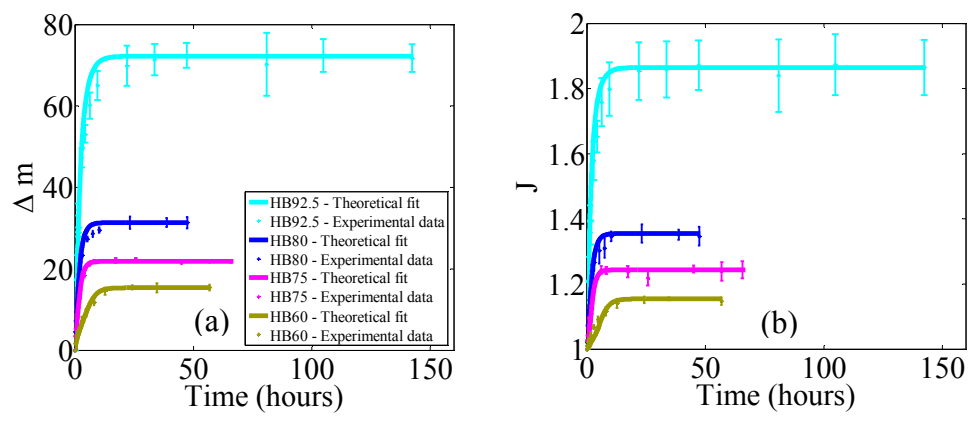 80
60
40
20
0
Δ m
HB92.5 - Theoretical fit
HB92.5 - Experimental data
HB80 - Theoretical fit
HB80 - Experimental data
HB75 - Theoretical fit
HB75 - Experimental data
HB60 - Theoretical fit
HB60 - Experimental data
(a)
0 50 100 150
Time (hours)
2
1.8
1.6
1.4
1.2
1
J
(b)
0 50 100 150
Time (hours)